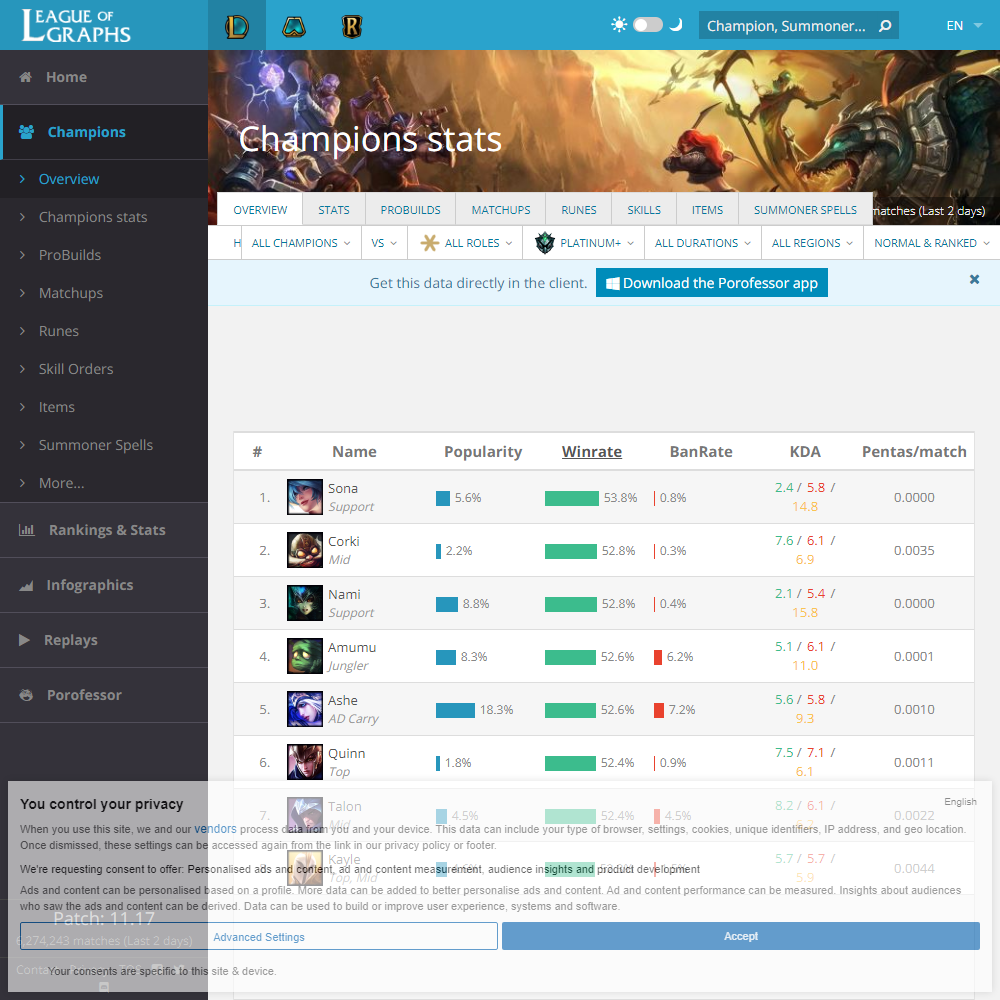 LEAGUE OF GRAPHS
Champion, Summoner...
EN
Home
Champions
Overview
Champions stats
ProBuilds
Matchups
Runes
Skill Orders
Items
Summoner Spells
More...
Rankings & Stats
Infographics
Replays
Porofessor
Patch: 11.17
6,274,243 matches (Last 2 days)
Champions stats
matches (Last 2 days)
OVERVIEW STATS PROBUILDS MATCHUPS RUNES SKILLS ITEMS SUMMONER SPELLS
H ALL CHAMPIONS VS ALL ROLES PLATINUM+ ALL DURATIONS ALL REGIONS NORMAL & RANKED
Get this data directly in the client. Download the Porofessor app
# Name Popularity Winrate BanRate KDA Pentas/match
1. Sona Support 5.6% 53.8% 0.8% 2.4 / 5.8 / 14.8 0.0000
2. Corki Mid 2.2% 52.8% 0.3% 7.6 / 6.1 / 6.9 0.0035
3. Nami Support 8.8% 52.8% 0.4% 2.1 / 5.4 / 15.8 0.0000
4. Amumu Jungler 8.3% 52.6% 6.2% 5.1 / 6.1 / 11.0 0.0001
5. Ashe AD Carry 18.3% 52.6% 7.2% 5.6 / 5.8 / 9.3 0.0010
6. Quinn Top 1.8% 52.4% 0.9% 7.5 / 7.1 / 6.1 0.0011
7. Talon Mid 4.5% 52.4% 4.5% 8.2 / 6.1 / 0.0022
8. Kayle Top, Mid 5.7 / 5.7 / 5.9 0.0044
You control your privacy
English
When you use this site, we and our vendors process data from you and your device. This data can include your type of browser, settings, cookies, unique identifiers, IP address, and geo location.
Once dismissed, these settings can be accessed again from the link in our privacy policy or footer.
We're requesting consent to offer: Personalised ads and content, ad and content measurement, audience insights and product development
Ads and content can be personalised based on a profile. More data can be added to better personalise ads and content. Ad and content performance can be measured. Insights about audiences
who saw the ads and content can be derived. Data can be used to build or improve user experience, systems and software.
Advanced Settings
Accept
Your consents are specific to this site & device.